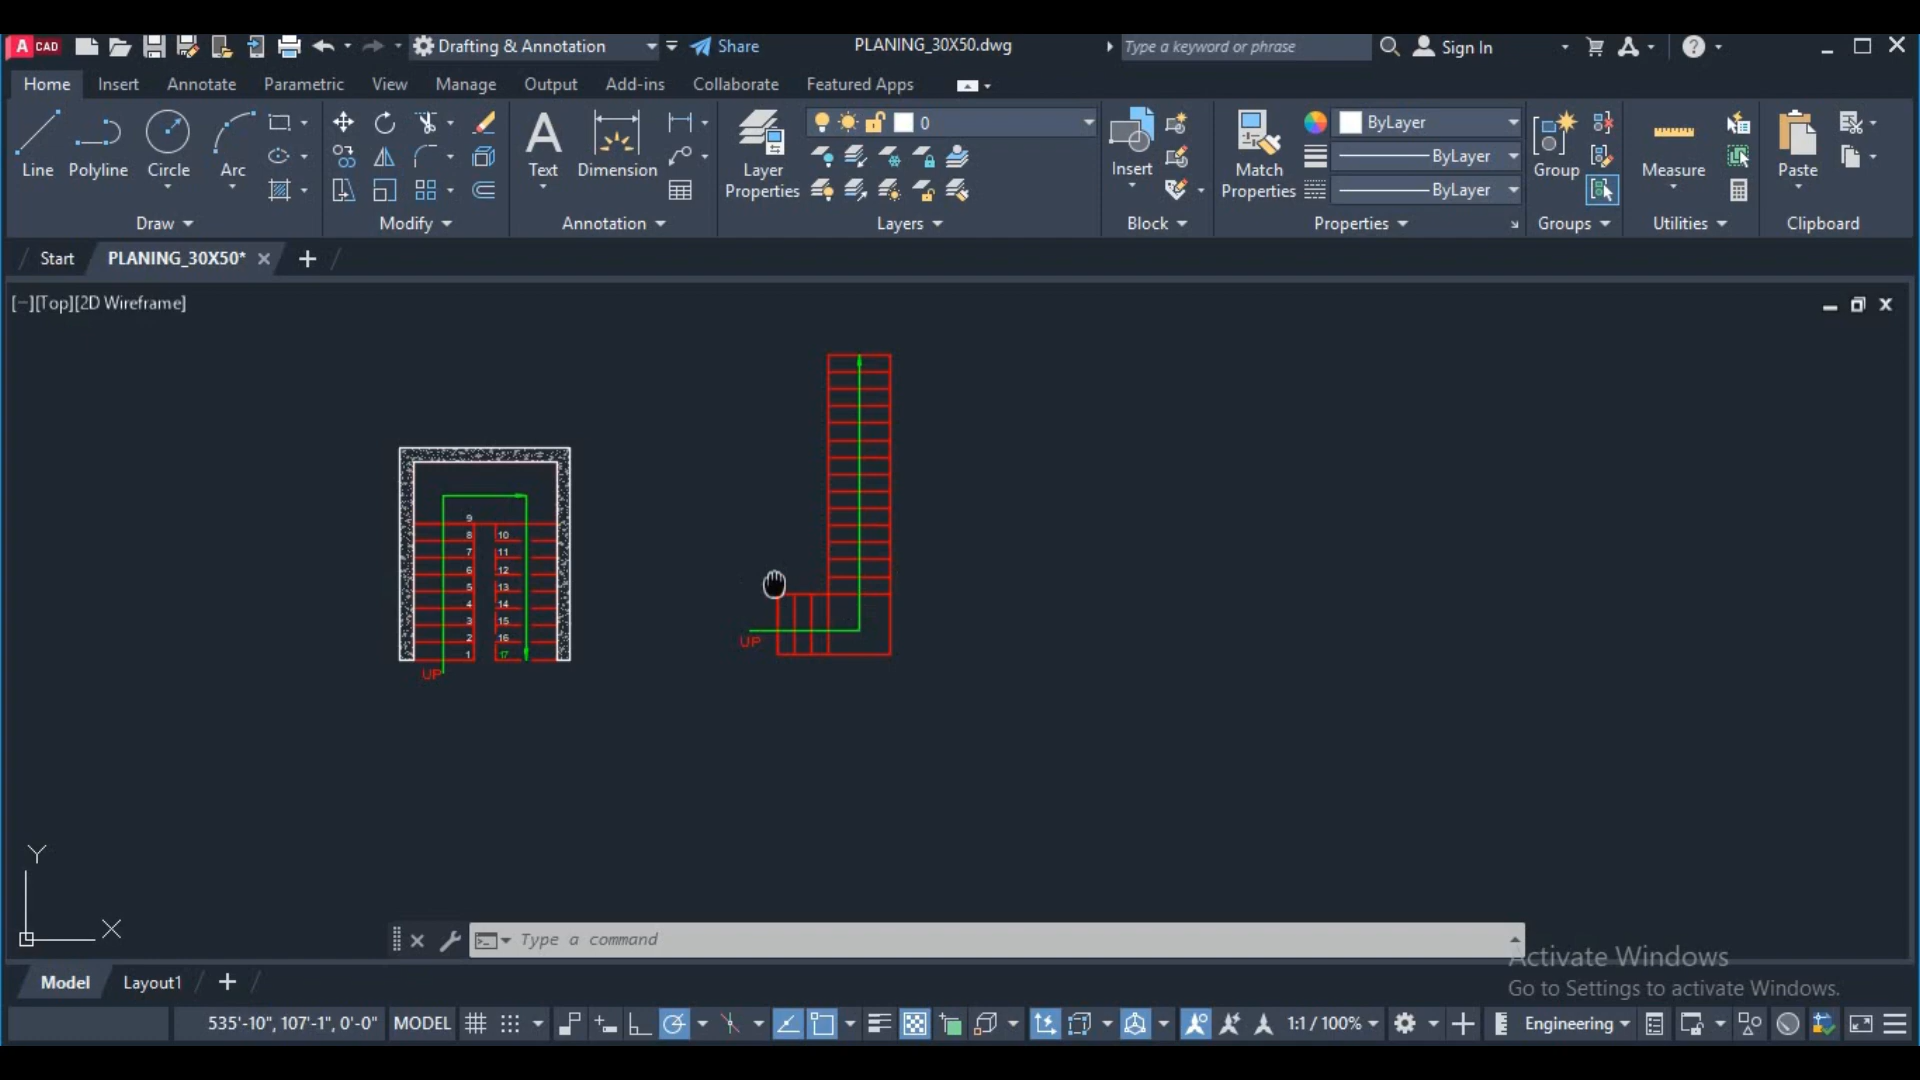 A CAD
Drafting & Annotation
Share
PLANING_30X50.dwg
Type a keyword or phrase
Sign In
Home Insert Annotate Parametric View Manage Output Add-ins Collaborate Featured Apps
Line Polyline Circle Arc
Text Dimension
Layer Properties
0
Insert
Match Properties
ByLayer
ByLayer
ByLayer
Group
Measure
Paste
Draw Modify Annotation Layers Block Properties Groups Utilities Clipboard
Start PLANING_30X50*
[−][Top][2D Wireframe]
9
8 10
7 11
6 12
5 13
4 14
3 15
2 16
1 17
UP
UP
Y
X
Type a command
Activate Windows
Go to Settings to activate Windows.
Model Layout1
535'-10", 107'-1", 0'-0" MODEL 1:1 / 100% Engineering